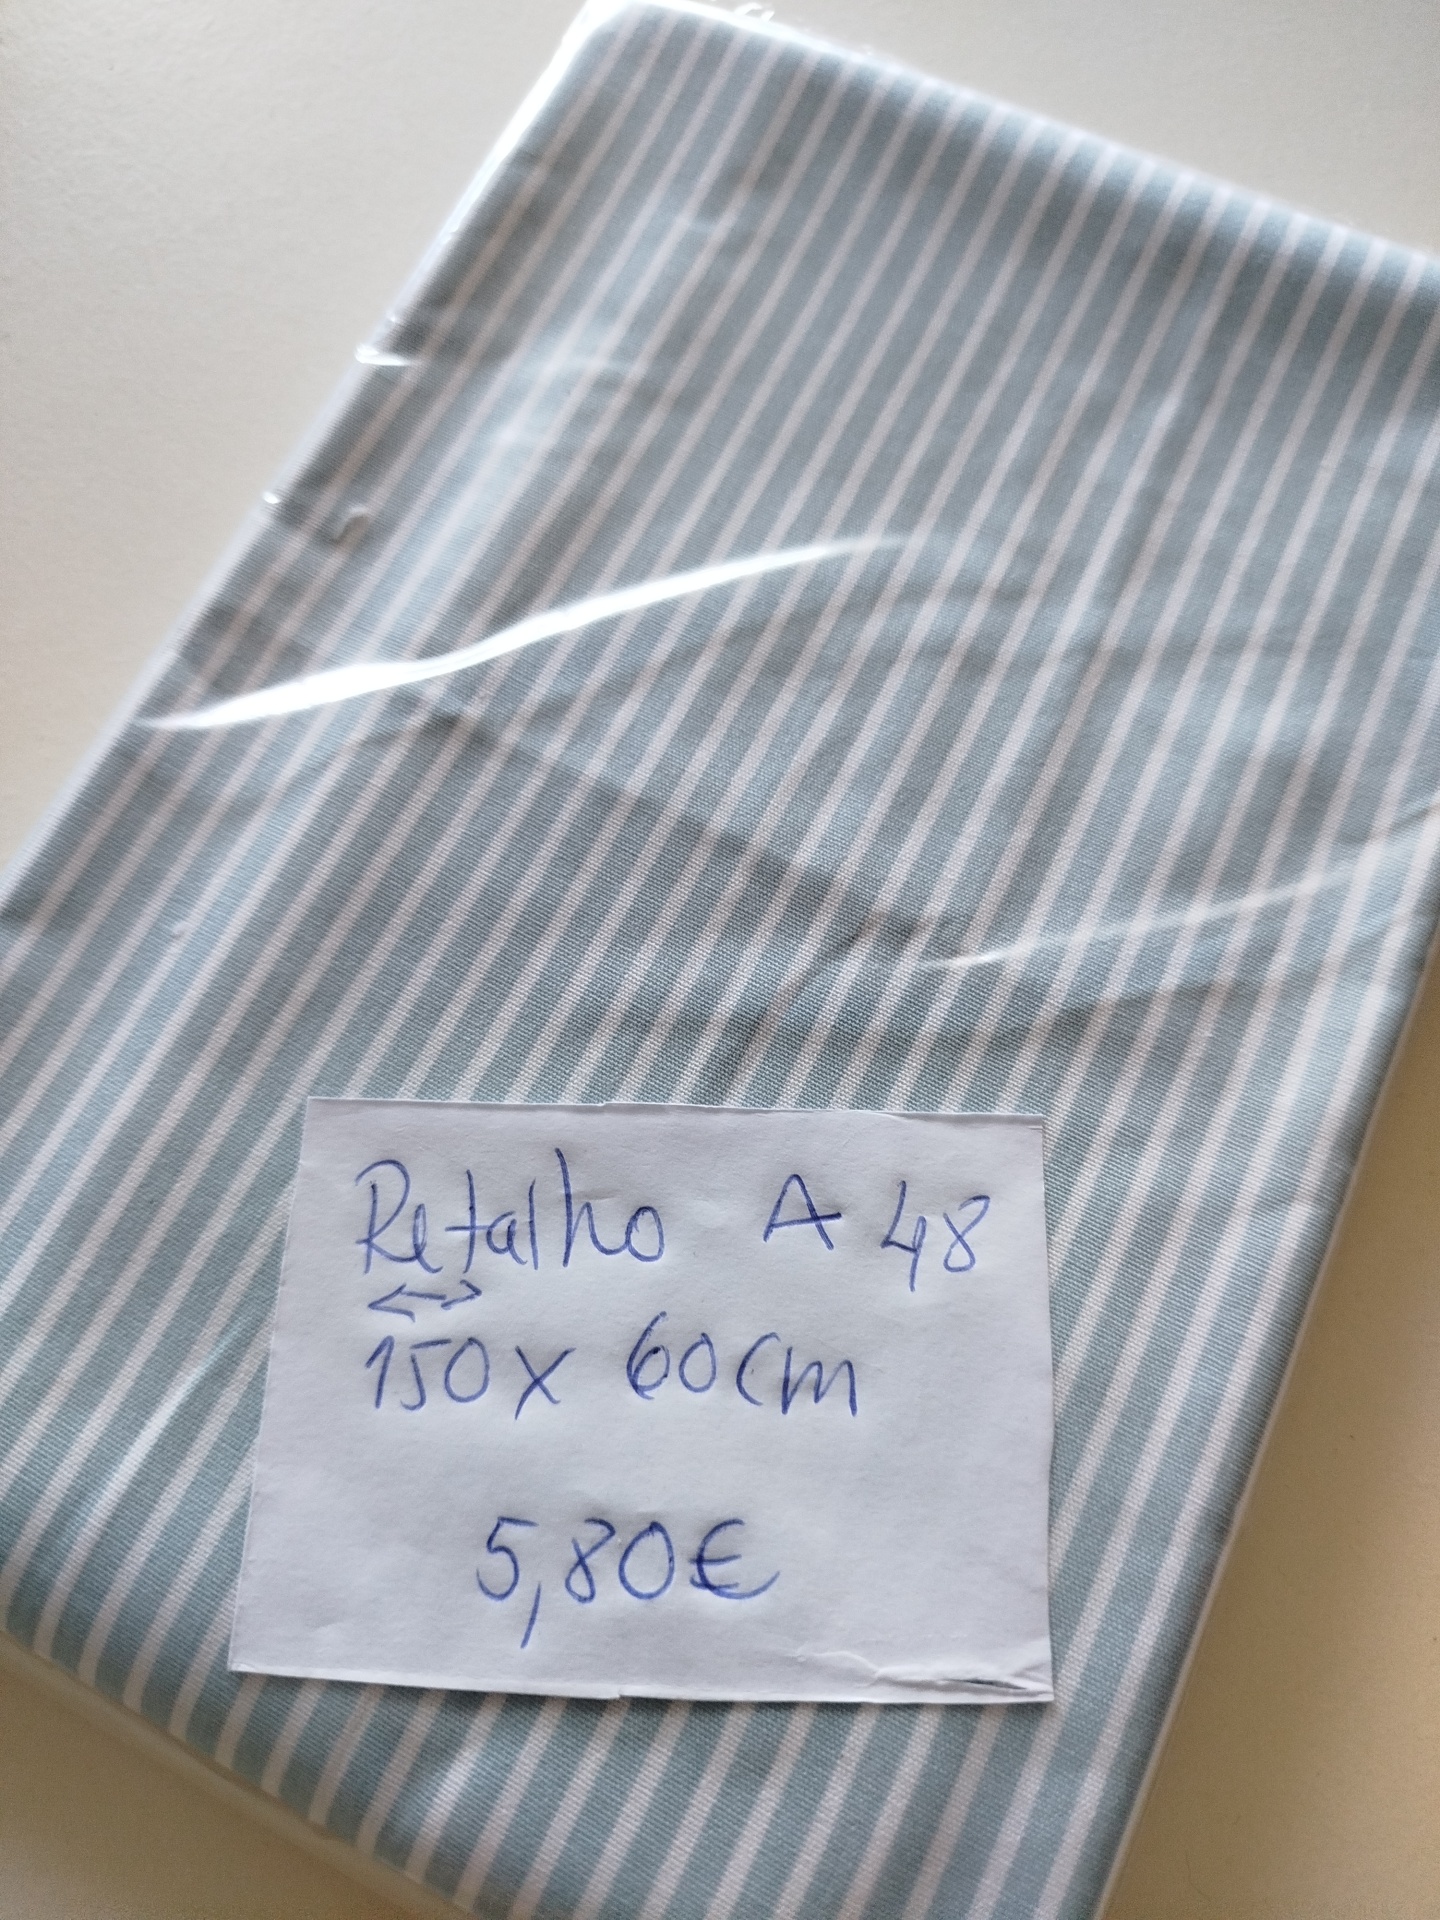 Retalho A 48
↔
150 x 60cm
5,80€